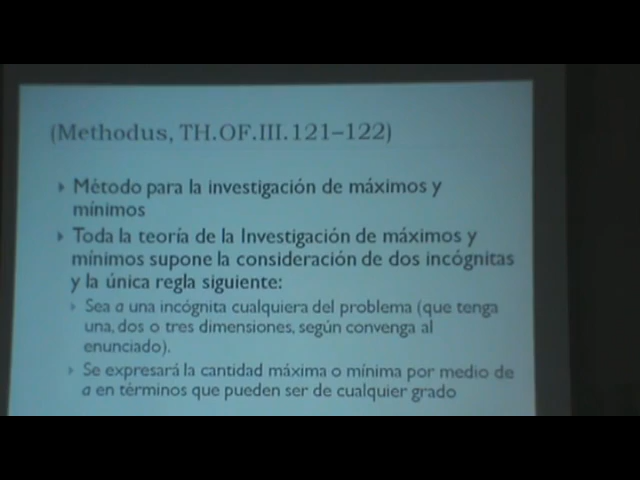 (Methodus, TH.OF.III.121–122)
Método para la investigación de máximos y
mínimos
Toda la teoría de la Investigación de máximos y
mínimos supone la consideración de dos incógnitas
y la única regla siguiente:
Sea a una incógnita cualquiera del problema (que tenga
una, dos o tres dimensiones, según convenga al
enunciado).
Se expresará la cantidad máxima o mínima por medio de
a en términos que pueden ser de cualquier grado